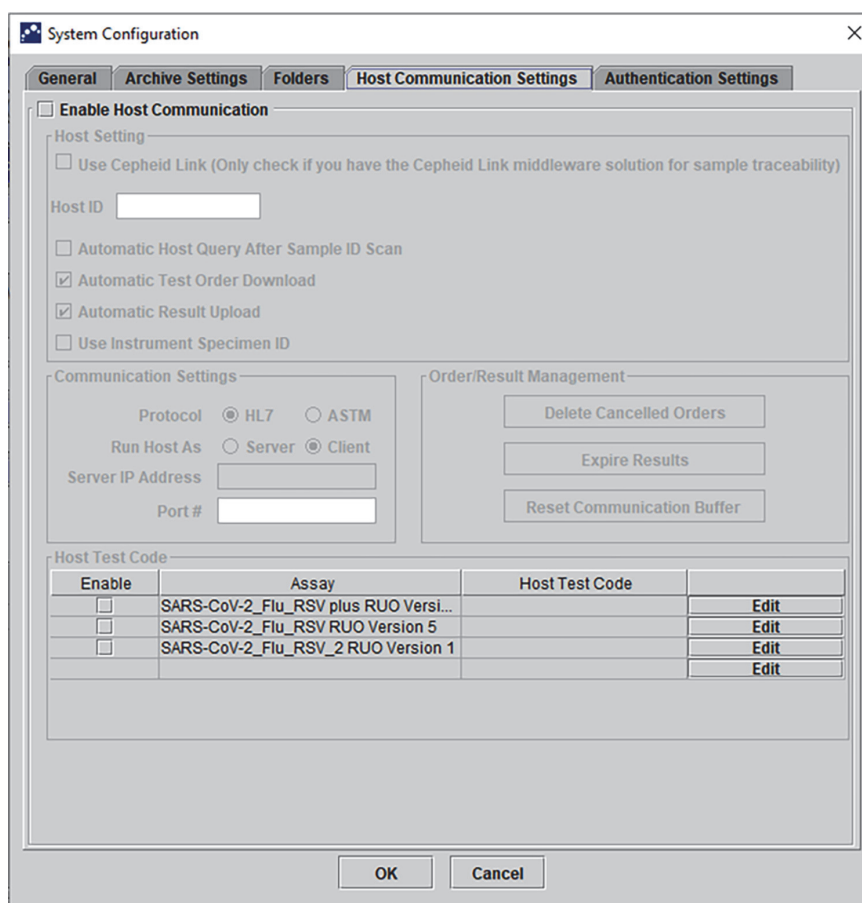 System Configuration
General Archive Settings Folders Host Communication Settings Authentication Settings
Enable Host Communication
Host Setting
Use Cepheid Link (Only check if you have the Cepheid Link middleware solution for sample traceability)
Host ID
Automatic Host Query After Sample ID Scan
Automatic Test Order Download
Automatic Result Upload
Use Instrument Specimen ID
Communication Settings
Protocol HL7 ASTM
Run Host As Server Client
Server IP Address
Port #
Order/Result Management
Delete Cancelled Orders
Expire Results
Reset Communication Buffer
Host Test Code
Enable Assay Host Test Code
SARS-CoV-2_Flu_RSV plus RUO Versi... Edit
SARS-CoV-2_Flu_RSV RUO Version 5 Edit
SARS-CoV-2_Flu_RSV_2 RUO Version 1 Edit
Edit
OK Cancel